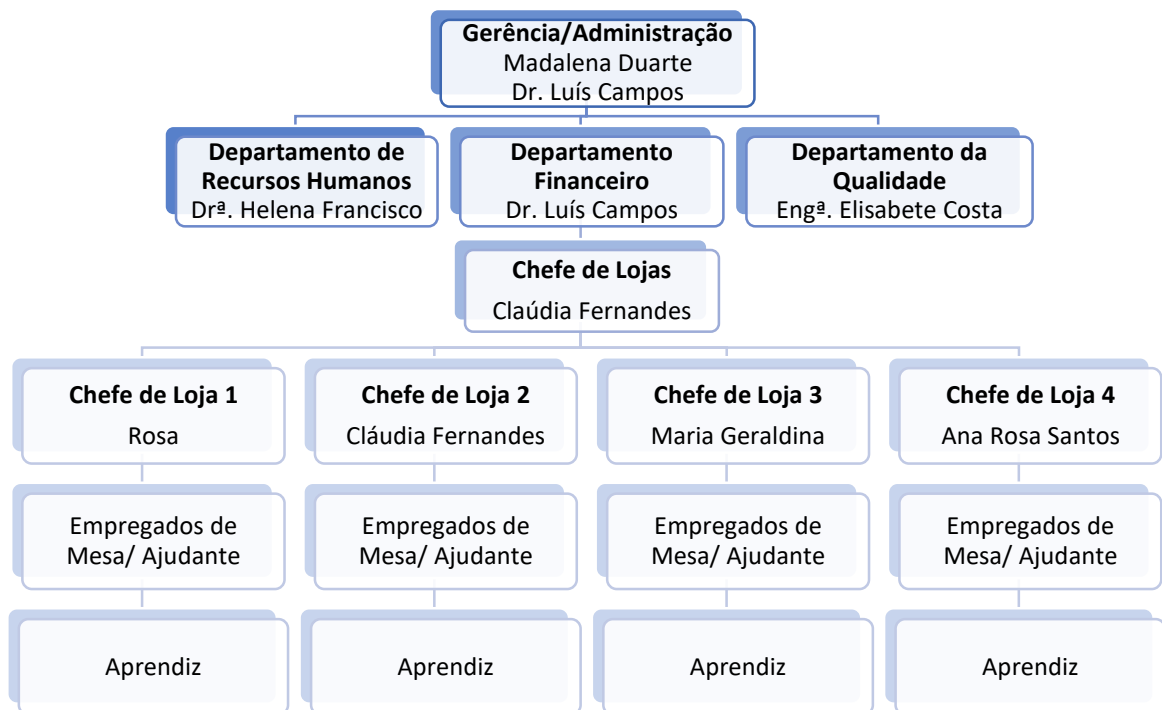 Gerência/Administração
Madalena Duarte
Dr. Luís Campos
Departamento de
Recursos Humanos
Drª. Helena Francisco
Departamento
Financeiro
Dr. Luís Campos
Departamento da
Qualidade
Engª. Elisabete Costa
Chefe de Lojas
Claúdia Fernandes
Chefe de Loja 1
Rosa
Chefe de Loja 2
Cláudia Fernandes
Chefe de Loja 3
Maria Geraldina
Chefe de Loja 4
Ana Rosa Santos
Empregados de
Mesa/ Ajudante
Empregados de
Mesa/ Ajudante
Empregados de
Mesa/ Ajudante
Empregados de
Mesa/ Ajudante
Aprendiz
Aprendiz
Aprendiz
Aprendiz